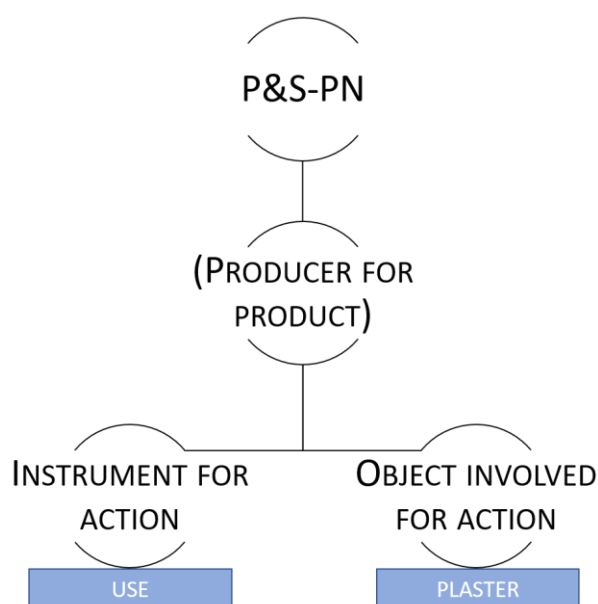 P&S-PN
(PRODUCER FOR
PRODUCT)
INSTRUMENT FOR
ACTION
OBJECT INVOLVED
FOR ACTION
USE
PLASTER